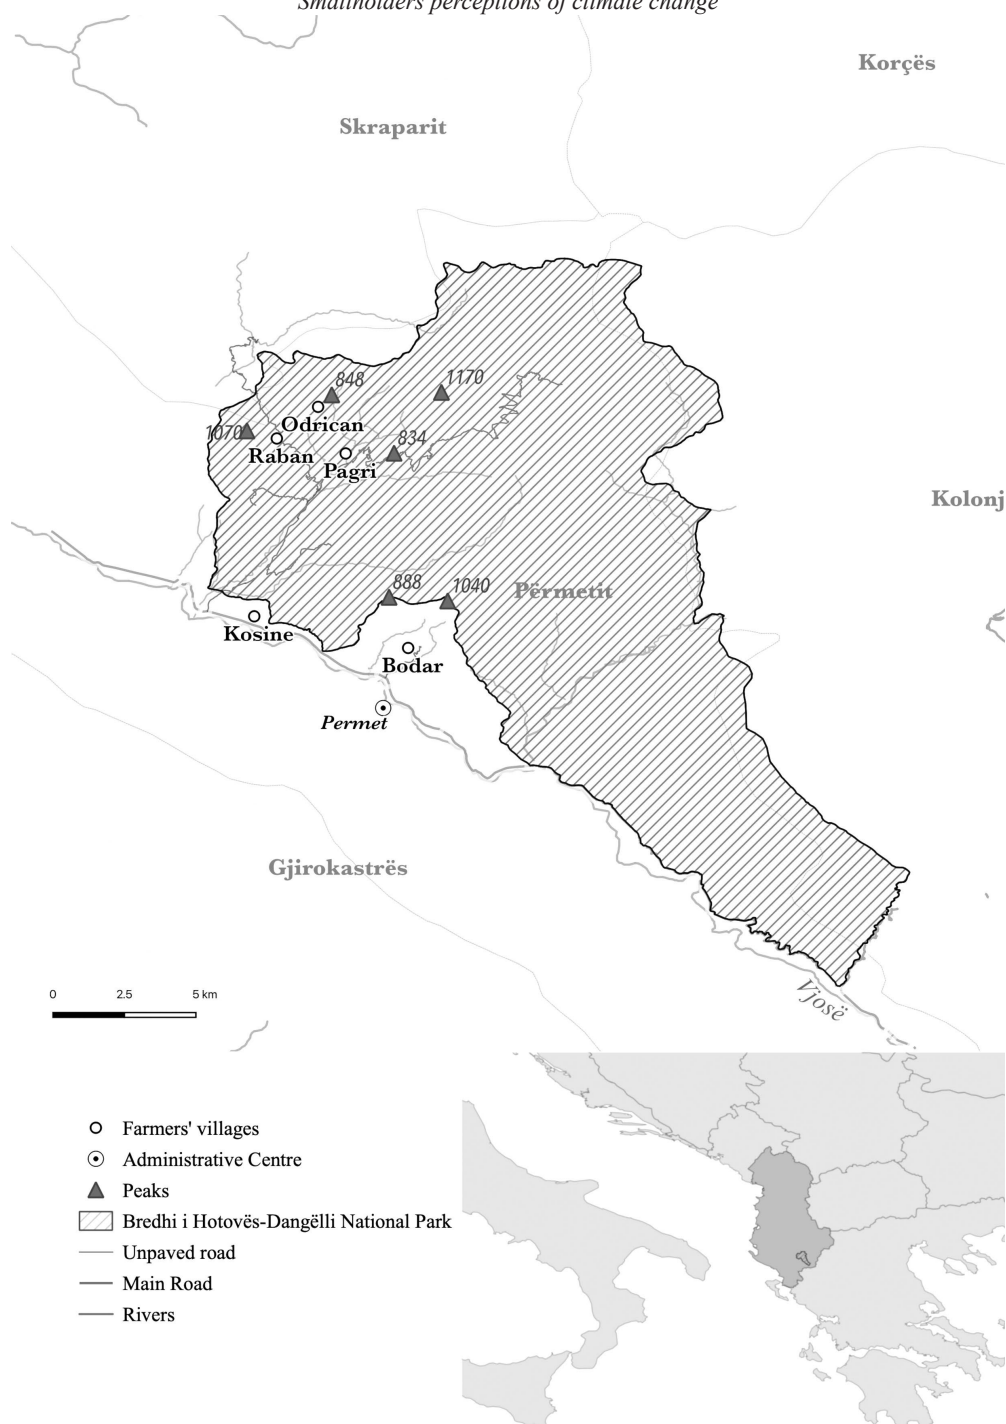 Smallholders perceptions of climate change
Korçës
Skraparit
848
1170
Odrican
1070
834
Raban
Pagri
Kolonj
888
1040
Përmetit
Kosine
Bodar
Permet
Gjirokastrës
Vjosë
0 2.5 5 km
Farmers' villages
Administrative Centre
Peaks
Bredhi i Hotovës-Dangëlli National Park
Unpaved road
Main Road
Rivers